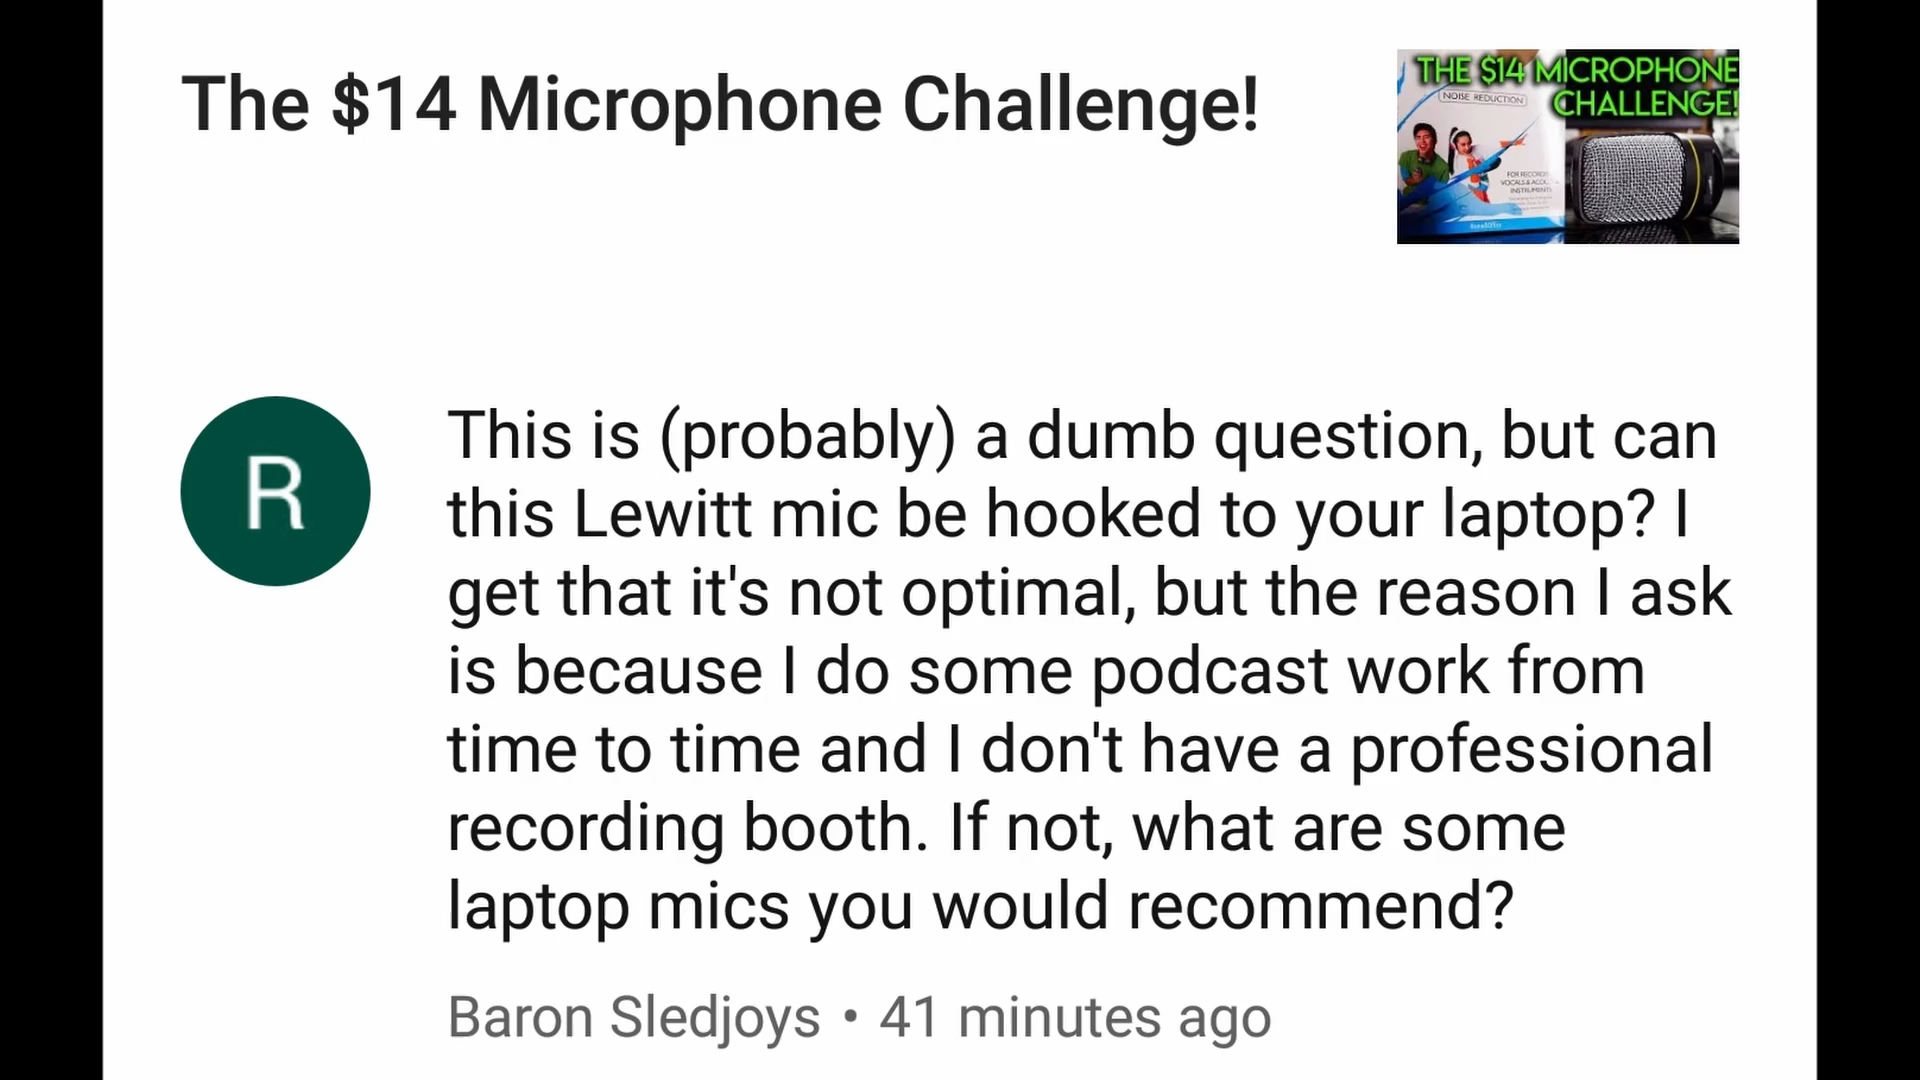 The $14 Microphone Challenge!
THE $14 MICROPHONE
CHALLENGE!
NOISE REDUCTION
R
This is (probably) a dumb question, but can
this Lewitt mic be hooked to your laptop? I
get that it's not optimal, but the reason I ask
is because I do some podcast work from
time to time and I don't have a professional
recording booth. If not, what are some
laptop mics you would recommend?
Baron Sledjoys • 41 minutes ago